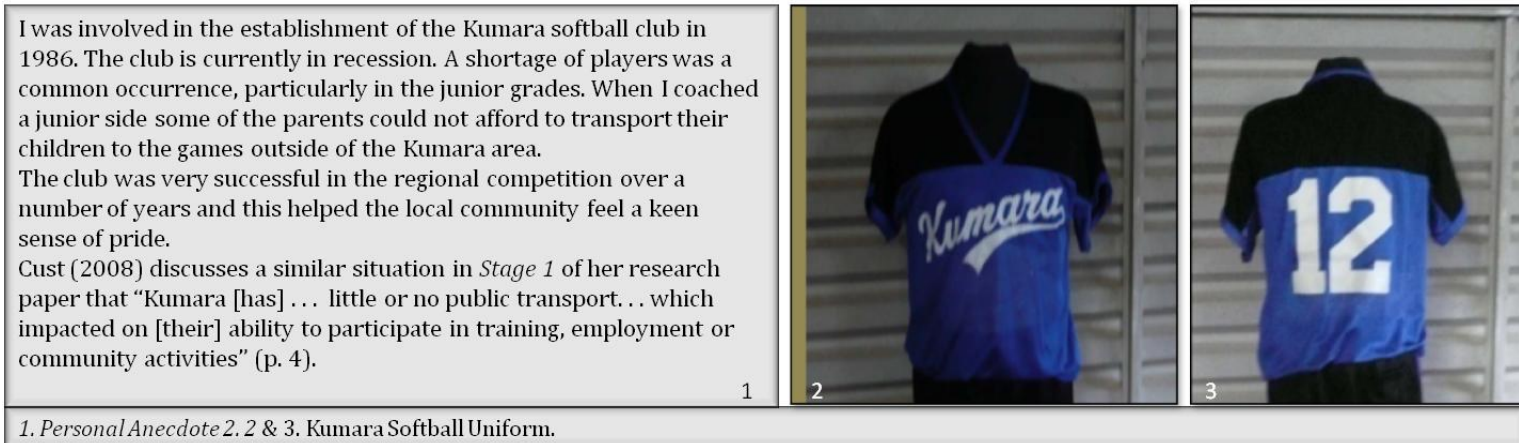 I was involved in the establishment of the Kumara softball club in
1986. The club is currently in recession. A shortage of players was a
common occurrence, particularly in the junior grades. When I coached
a junior side some of the parents could not afford to transport their
children to the games outside of the Kumara area.
The club was very successful in the regional competition over a
number of years and this helped the local community feel a keen
sense of pride.
Cust (2008) discusses a similar situation in Stage 1 of her research
paper that “Kumara [has] ... little or no public transport... which
impacted on [their] ability to participate in training, employment or
community activities” (p. 4).
1
Kumara
2
12
3
1. Personal Anecdote 2. 2 & 3. Kumara Softball Uniform.